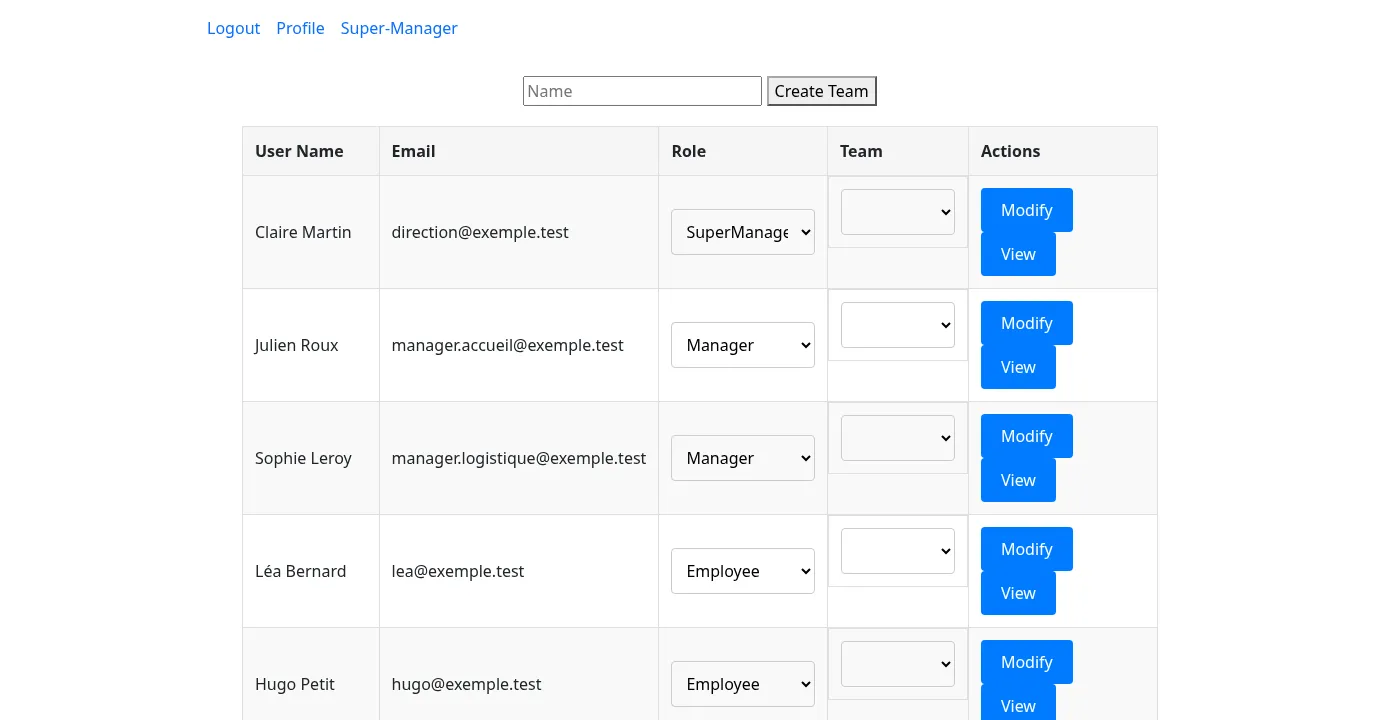 Logout Profile Super-Manager
Name Create Team
User Name Email Role Team Actions
Claire Martin direction@exemple.test SuperManage Modify
View
Julien Roux manager.accueil@exemple.test Manager Modify
View
Sophie Leroy manager.logistique@exemple.test Manager Modify
View
Léa Bernard lea@exemple.test Employee Modify
View
Hugo Petit hugo@exemple.test Employee Modify
View